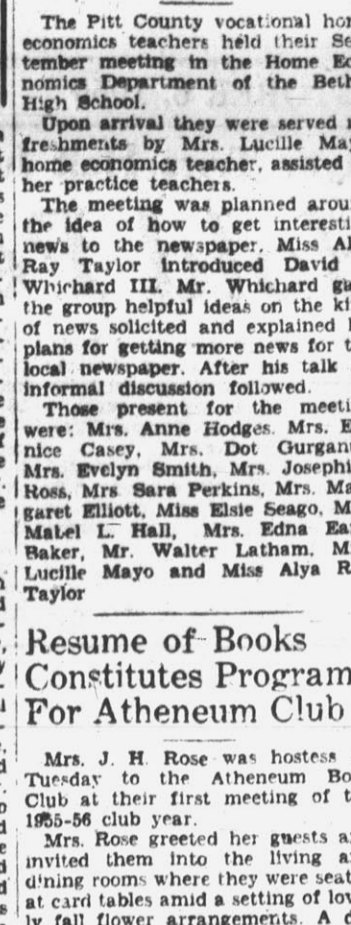 The Pitt County vocational hom
economics teachers held their Se
tember meeting in the Home Ec
nomics Department of the Beth
High School.
Upon arrival they were served r
freshments by Mrs. Lucille May
home economics teacher, assisted
her practice teachers.
The meeting was planned arou
the idea of how to get interesti
news to the newspaper. Miss Al
Ray Taylor introduced David
Whichard III. Mr. Whichard ga
the group helpful ideas on the ki
of news solicited and explained h
plans for getting more news for t
local newspaper. After his talk
informal discussion followed.
Those present for the meeti
were: Mrs. Anne Hodges. Mrs. E
nice Casey, Mrs. Dot Gurgan
Mrs. Evelyn Smith, Mrs. Josephi
Ross, Mrs Sara Perkins, Mrs. Ma
garet Elliott, Miss Elsie Seago, M
Mabel L. Hall, Mrs. Edna Ea
Baker, Mr. Walter Latham. M
Lucille Mayo and Miss Alya R
Taylor
Resume of Books
Constitutes Program
For Atheneum Club
Mrs. J. H. Rose was hostess
Tuesday to the Atheneum Bo
Club at their first meeting of t
1955-56 club year.
Mrs. Rose greeted her guests a
invited them into the living a
dining rooms where they were seat
at card tables amid a setting of lov
ly fall flower arrangements. A d